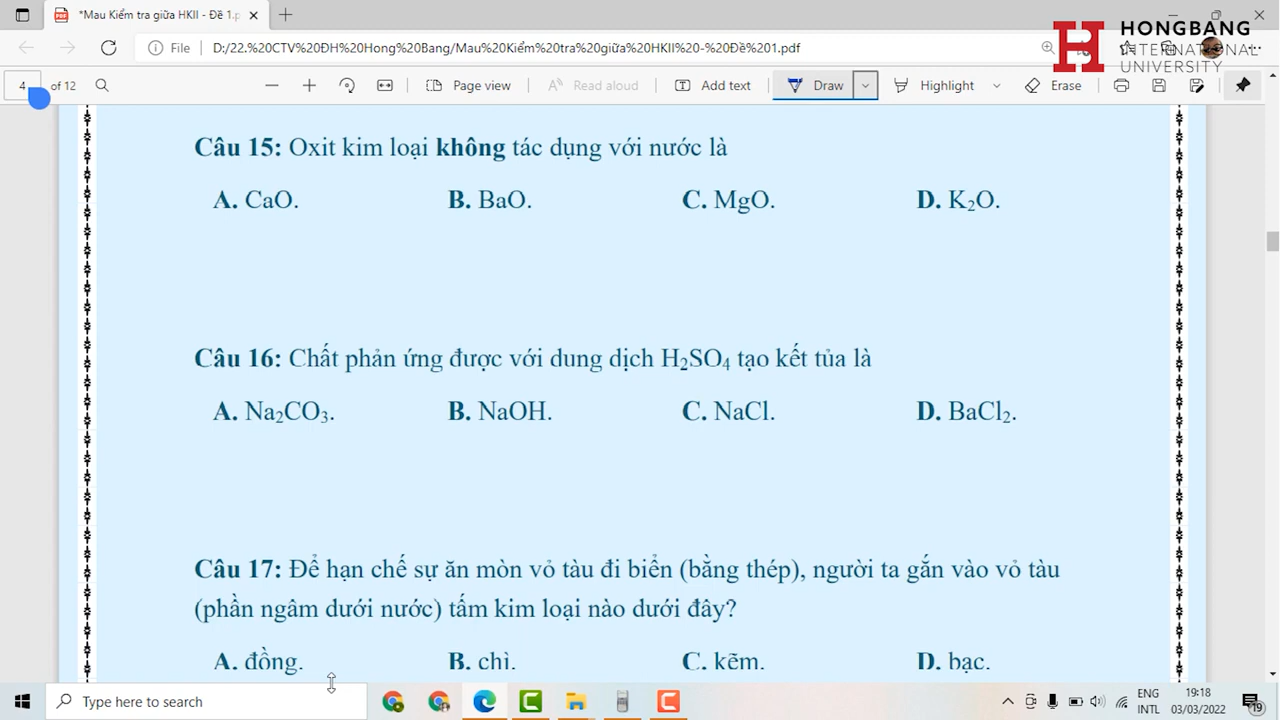 *Mau Kiểm tra giữa HKII - Đề 1.p
HONGBANG
INTERNATIONAL
UNIVERSITY
File
D:/22.%20CTV%20ĐH%20Hong%20Bang/Mau%20Kiểm%20tra%20giữa%20HKII%20-%20Đề%201.pdf
4 of 12
Page view
Read aloud
Add text
Draw
Highlight
Erase
Câu 15: Oxit kim loại không tác dụng với nước là
A. CaO. B. BaO. C. MgO. D. K₂O.
Câu 16: Chất phản ứng được với dung dịch H₂SO₄ tạo kết tủa là
A. Na₂CO₃. B. NaOH. C. NaCl. D. BaCl₂.
Câu 17: Để hạn chế sự ăn mòn vỏ tàu đi biển (bằng thép), người ta gắn vào vỏ tàu
(phần ngâm dưới nước) tấm kim loại nào dưới đây?
A. đồng. B. chì. C. kẽm. D. bạc.
Type here to search
ENG
INTL
19:18
03/03/2022
19